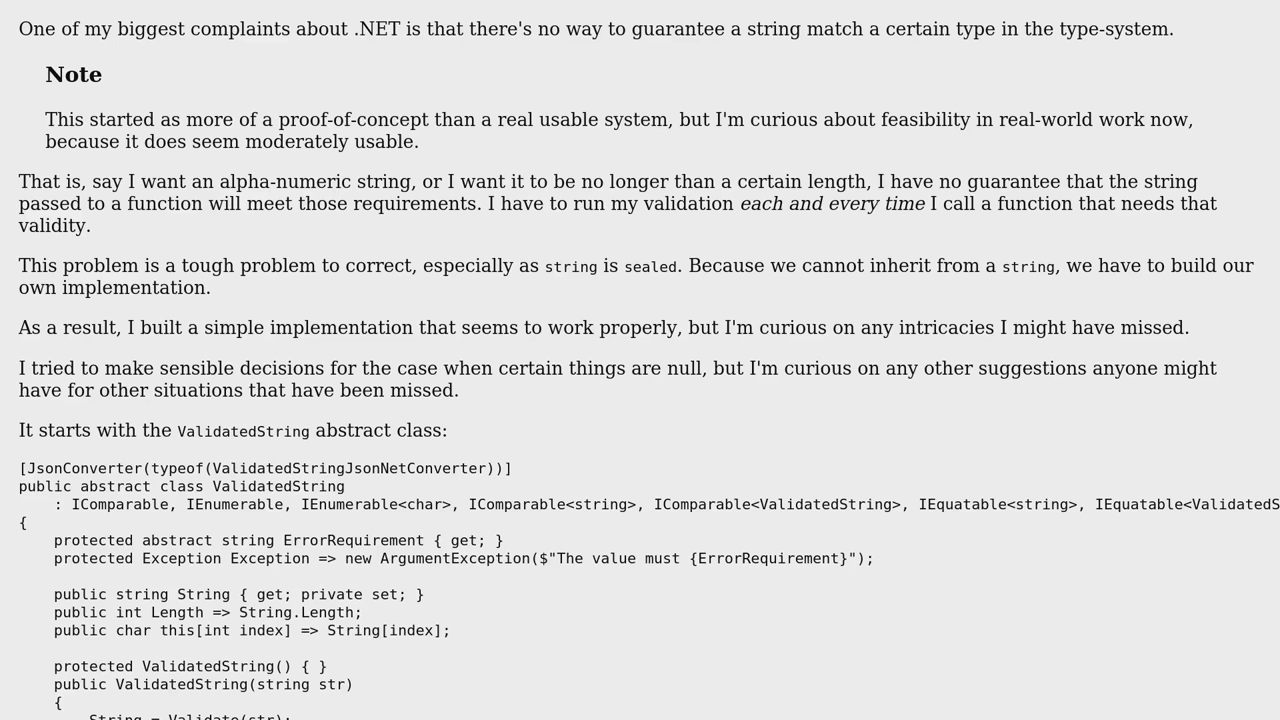 One of my biggest complaints about .NET is that there's no way to guarantee a string match a certain type in the type-system.
Note
This started as more of a proof-of-concept than a real usable system, but I'm curious about feasibility in real-world work now,
because it does seem moderately usable.
That is, say I want an alpha-numeric string, or I want it to be no longer than a certain length, I have no guarantee that the string
passed to a function will meet those requirements. I have to run my validation each and every time I call a function that needs that
validity.
This problem is a tough problem to correct, especially as string is sealed. Because we cannot inherit from a string, we have to build our
own implementation.
As a result, I built a simple implementation that seems to work properly, but I'm curious on any intricacies I might have missed.
I tried to make sensible decisions for the case when certain things are null, but I'm curious on any other suggestions anyone might
have for other situations that have been missed.
It starts with the ValidatedString abstract class:
[JsonConverter(typeof(ValidatedStringJsonNetConverter))]
public abstract class ValidatedString
    : IComparable, IEnumerable, IEnumerable<char>, IComparable<string>, IComparable<ValidatedString>, IEquatable<string>, IEquatable<ValidatedS
{
    protected abstract string ErrorRequirement { get; }
    protected Exception Exception => new ArgumentException($"The value must {ErrorRequirement}");
    public string String { get; private set; }
    public int Length => String.Length;
    public char this[int index] => String[index];
    protected ValidatedString() { }
    public ValidatedString(string str)
    {
        String = Validate(str);